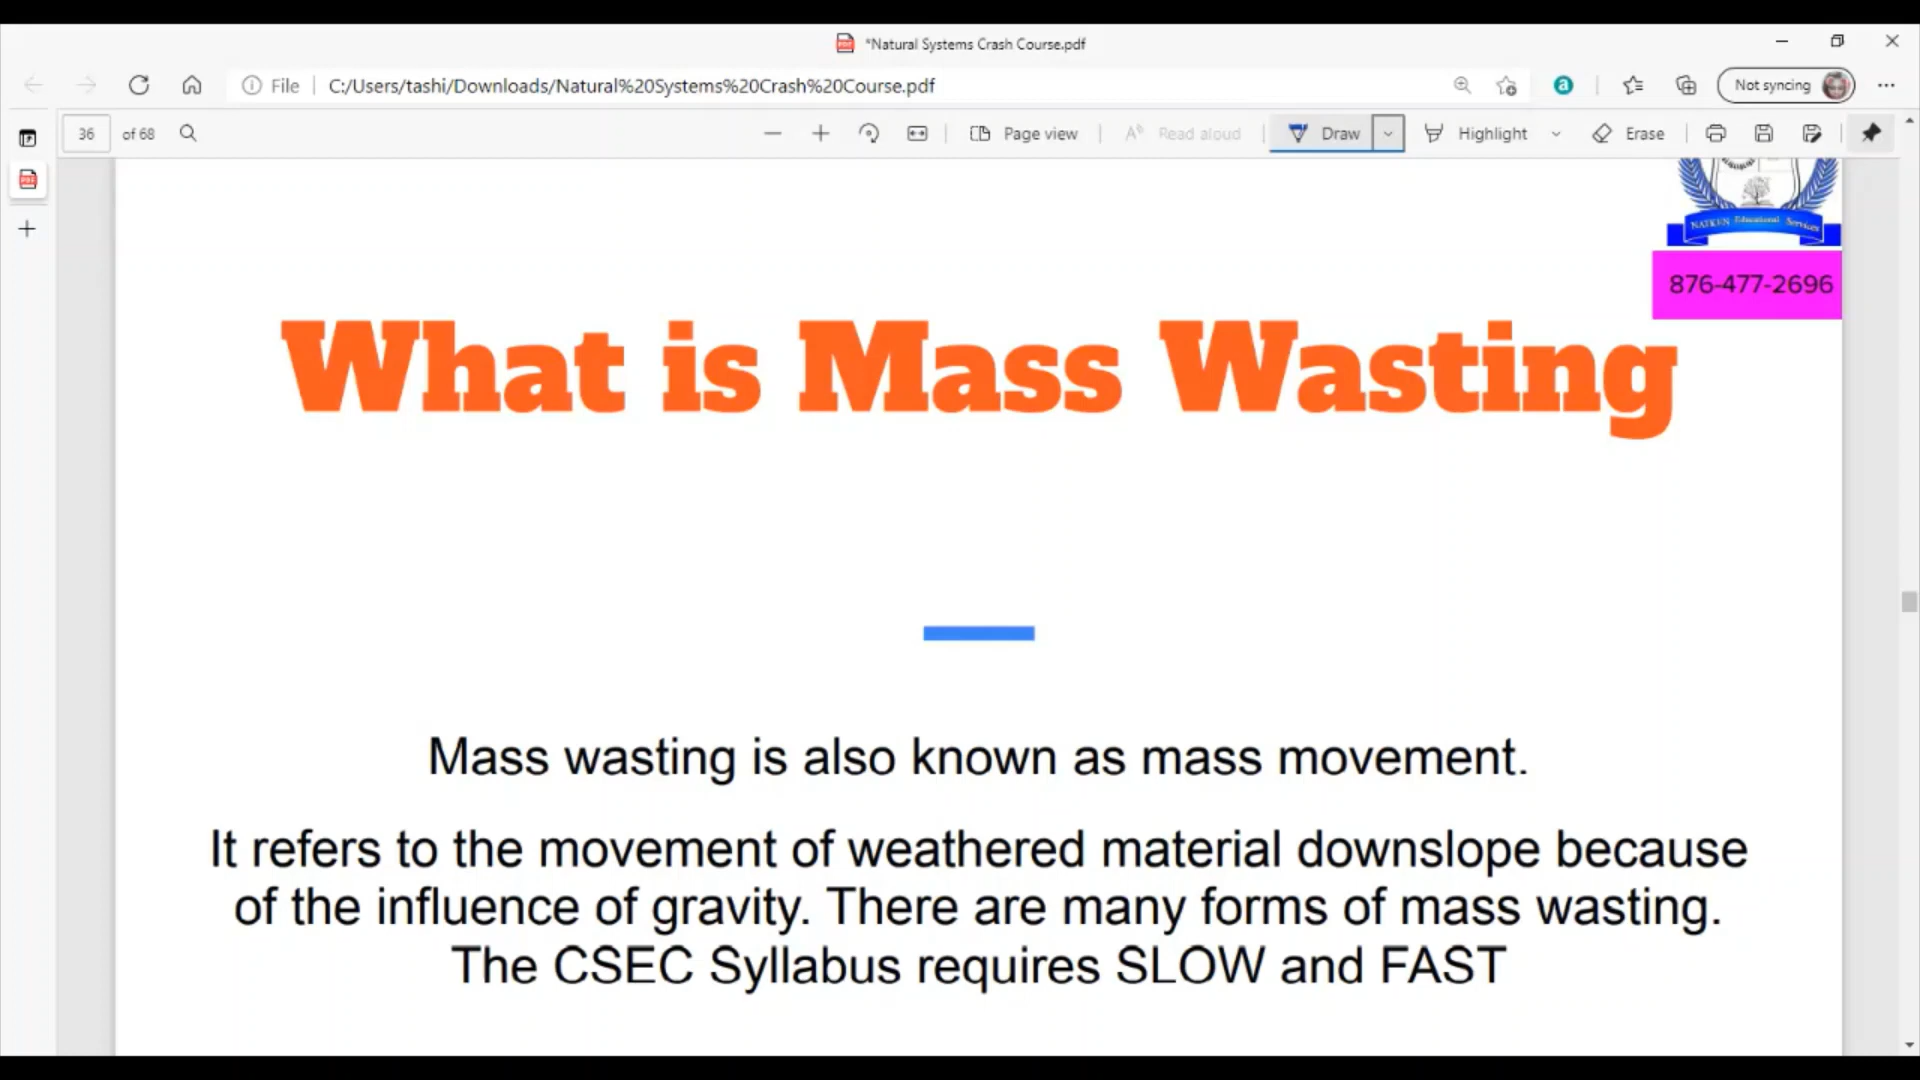 *Natural Systems Crash Course.pdf
File C:/Users/tashi/Downloads/Natural%20Systems%20Crash%20Course.pdf
Not syncing
36 of 68
Page view
Read aloud
Draw
Highlight
Erase
NATKEN Educational Services
876-477-2696
What is Mass Wasting
Mass wasting is also known as mass movement.
It refers to the movement of weathered material downslope because
of the influence of gravity. There are many forms of mass wasting.
The CSEC Syllabus requires SLOW and FAST